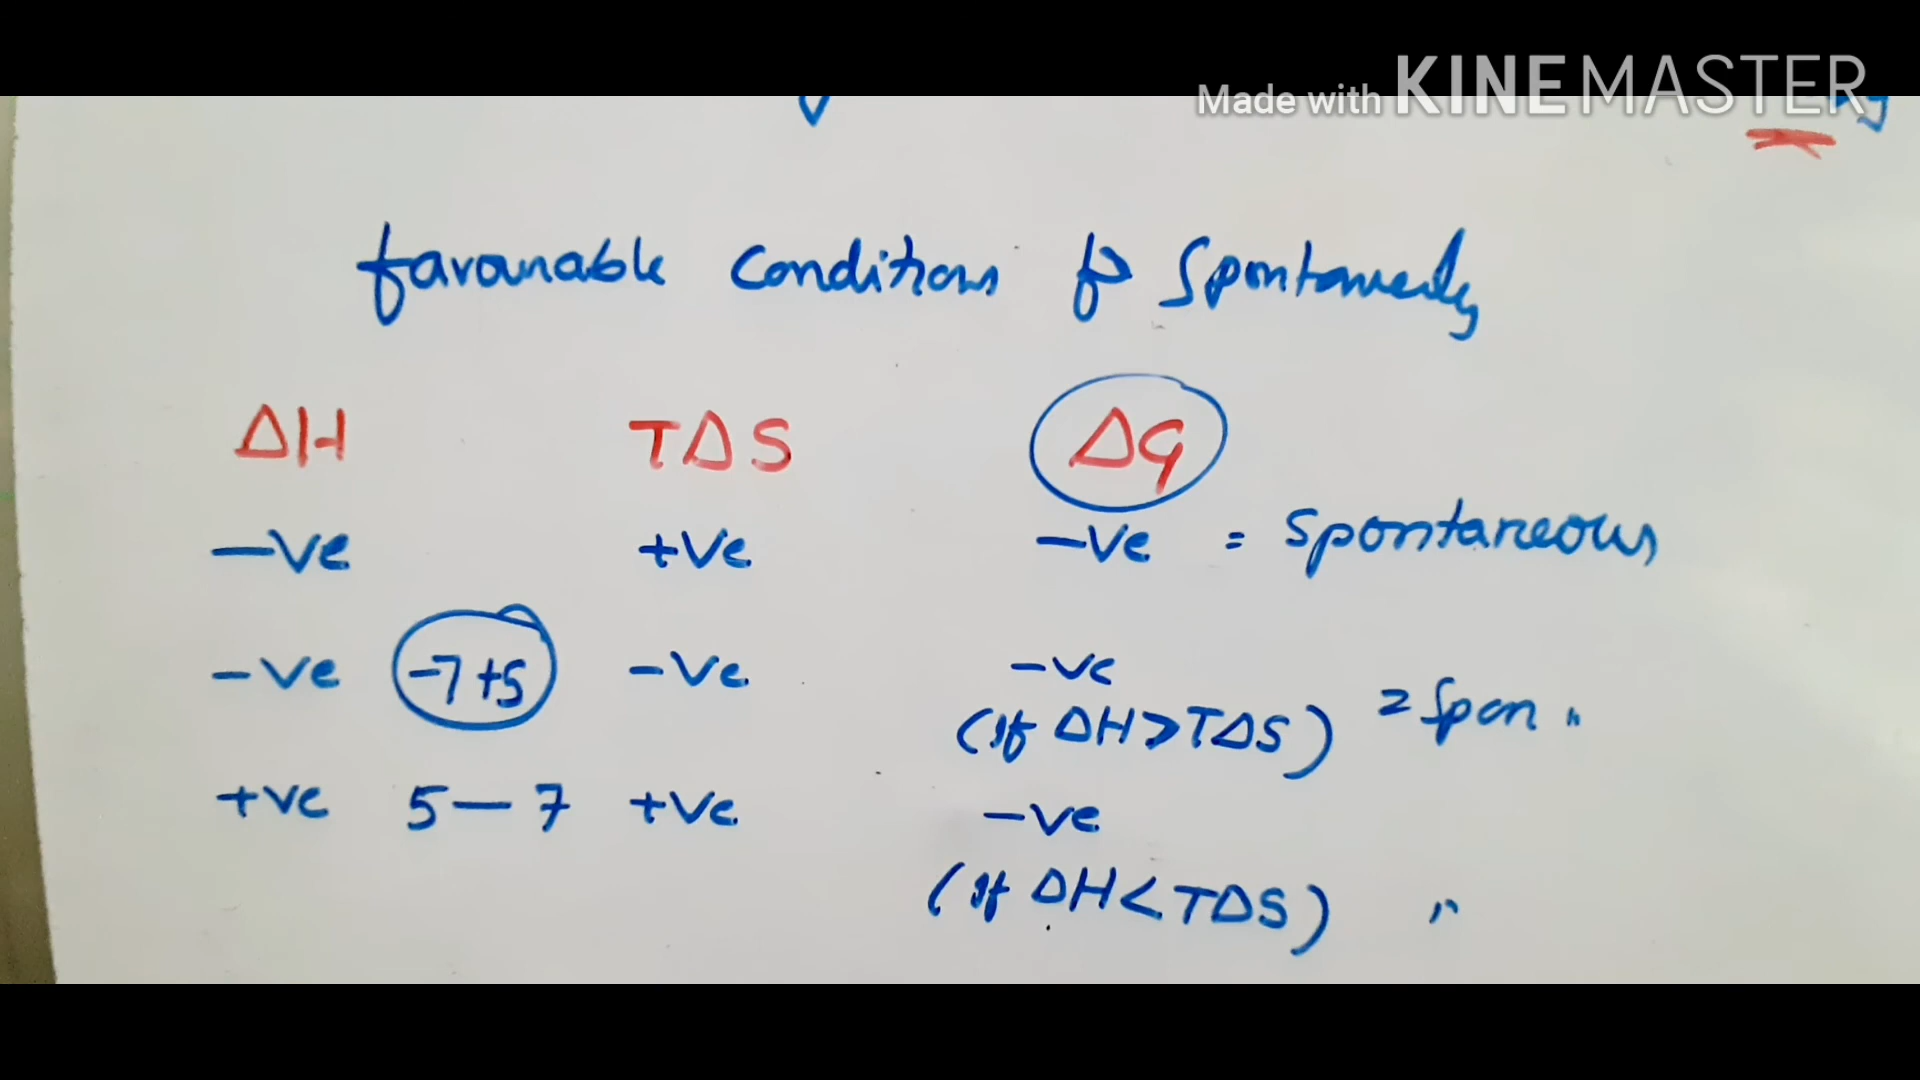 Made with KINEMASTER
favourable Conditions for Spontaneity
ΔH TΔS ΔG
-ve +ve -ve = Spontaneous
-ve -7+5 -ve -ve
(If ΔH>TΔS) = Spon "
+ve 5-7 +ve -ve
(If ΔH<TΔS) "